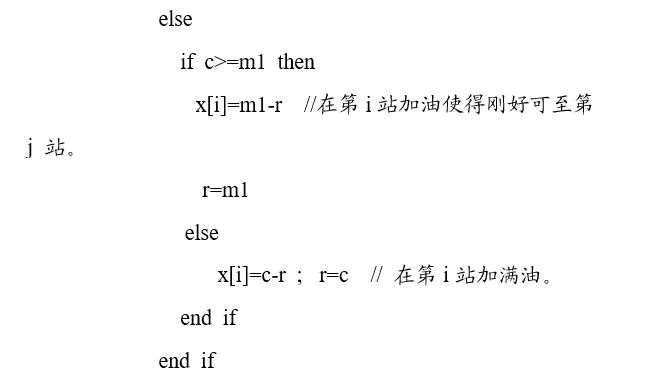 else
if c>=m1 then
x[i]=m1-r //在第 i 站加油使得刚好可至第
j 站。
r=m1
else
x[i]=c-r ; r=c // 在第 i 站加满油。
end if
end if